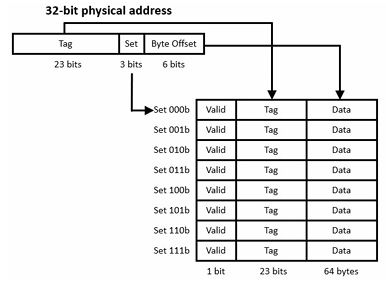 32-bit physical address
Tag Set Byte Offset
23 bits 3 bits 6 bits
Set 000b Valid Tag Data
Set 001b Valid Tag Data
Set 010b Valid Tag Data
Set 011b Valid Tag Data
Set 100b Valid Tag Data
Set 101b Valid Tag Data
Set 110b Valid Tag Data
Set 111b Valid Tag Data
1 bit 23 bits 64 bytes